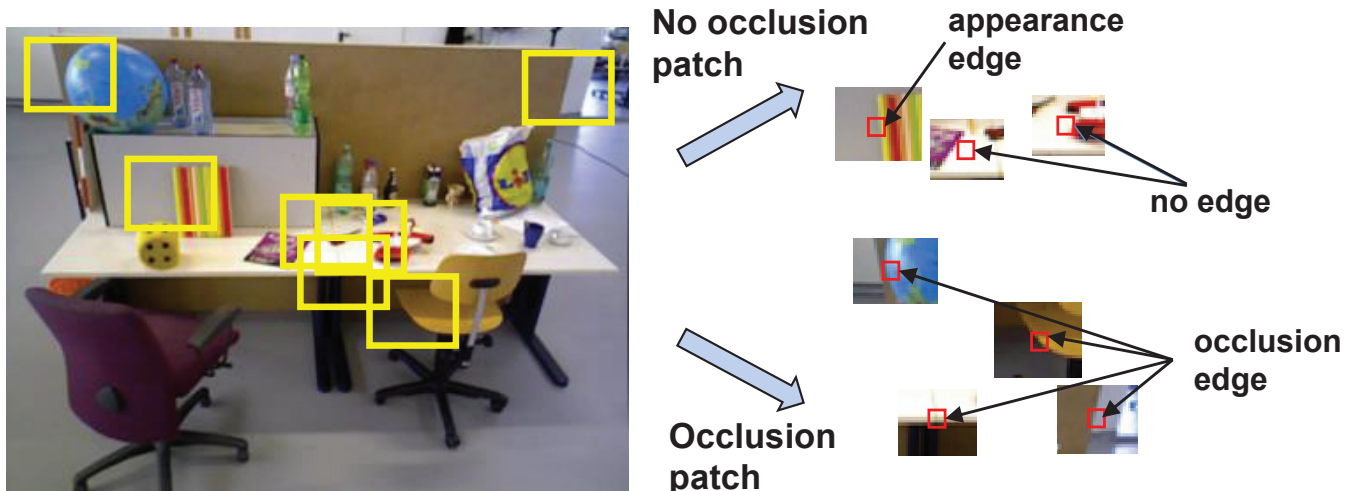 No occlusion
patch
appearance
edge
no edge
occlusion
edge
Occlusion
patch